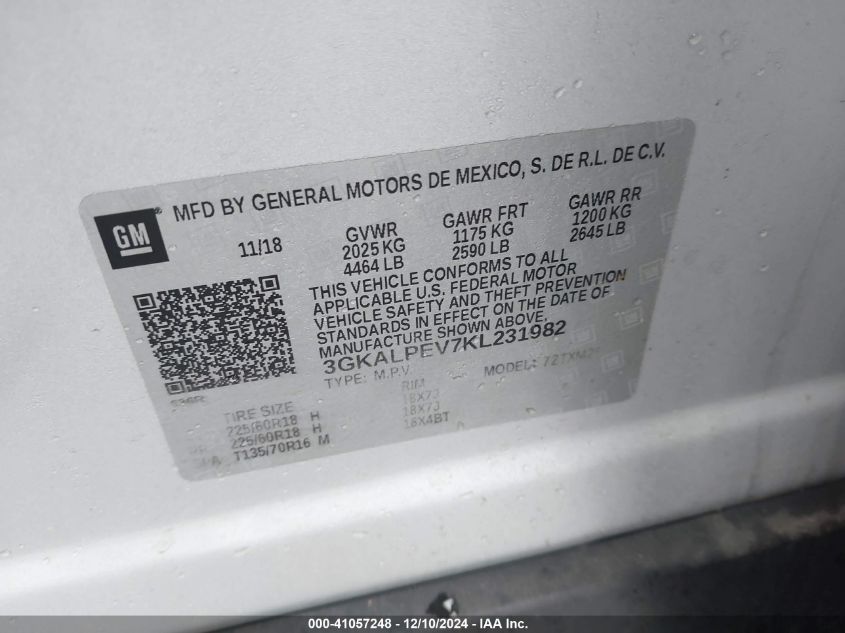 MFD BY GENERAL MOTORS DE MEXICO, S. DE R.L. DE C.V.
GM ®
11/18
GVWR GAWR FRT GAWR RR
2025 KG 1175 KG 1200 KG
4464 LB 2590 LB 2645 LB
THIS VEHICLE CONFORMS TO ALL
APPLICABLE U.S. FEDERAL MOTOR
VEHICLE SAFETY AND THEFT PREVENTION
STANDARDS IN EFFECT ON THE DATE OF
MANUFACTURE SHOWN ABOVE.
3GKALPEV7KL231982
TYPE: M.P.V. MODEL:
TIRE SIZE RIM
225/60R18 H 18X7J
225/60R18 H 18X7J
T135/70R16 M 16X4BT
000-41057248 - 12/10/2024 - IAA Inc.